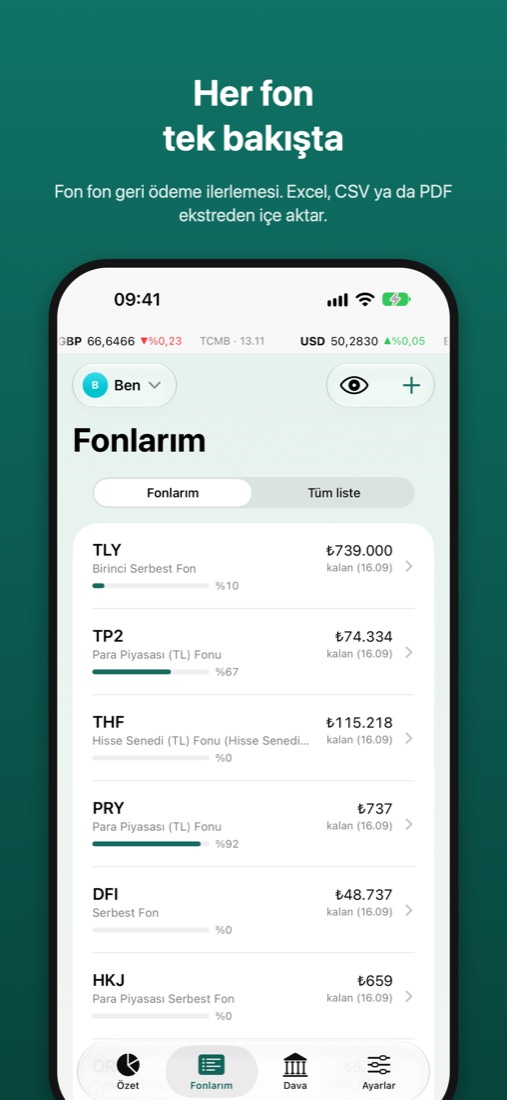 Her fon
tek bakışta
Fon fon geri ödeme ilerlemesi. Excel, CSV ya da PDF
ekstreden içe aktar.
09:41
GBP 66,6466 ▼%0,23 TCMB · 13.11 USD 50,2830 ▲%0,05
B Ben
Fonlarım
Fonlarım Tüm liste
TLY ₺739.000
Birinci Serbest Fon kalan (16.09)
%10
TP2 ₺74.334
Para Piyasası (TL) Fonu kalan (16.09)
%67
THF ₺115.218
Hisse Senedi (TL) Fonu (Hisse Senedi... kalan (16.09)
%0
PRY ₺737
Para Piyasası (TL) Fonu kalan (16.09)
%92
DFI ₺48.737
Serbest Fon kalan (16.09)
%0
HKJ ₺659
Para Piyasası Serbest Fon kalan (16.09)
%0
Özet Fonlarım Dava Ayarlar